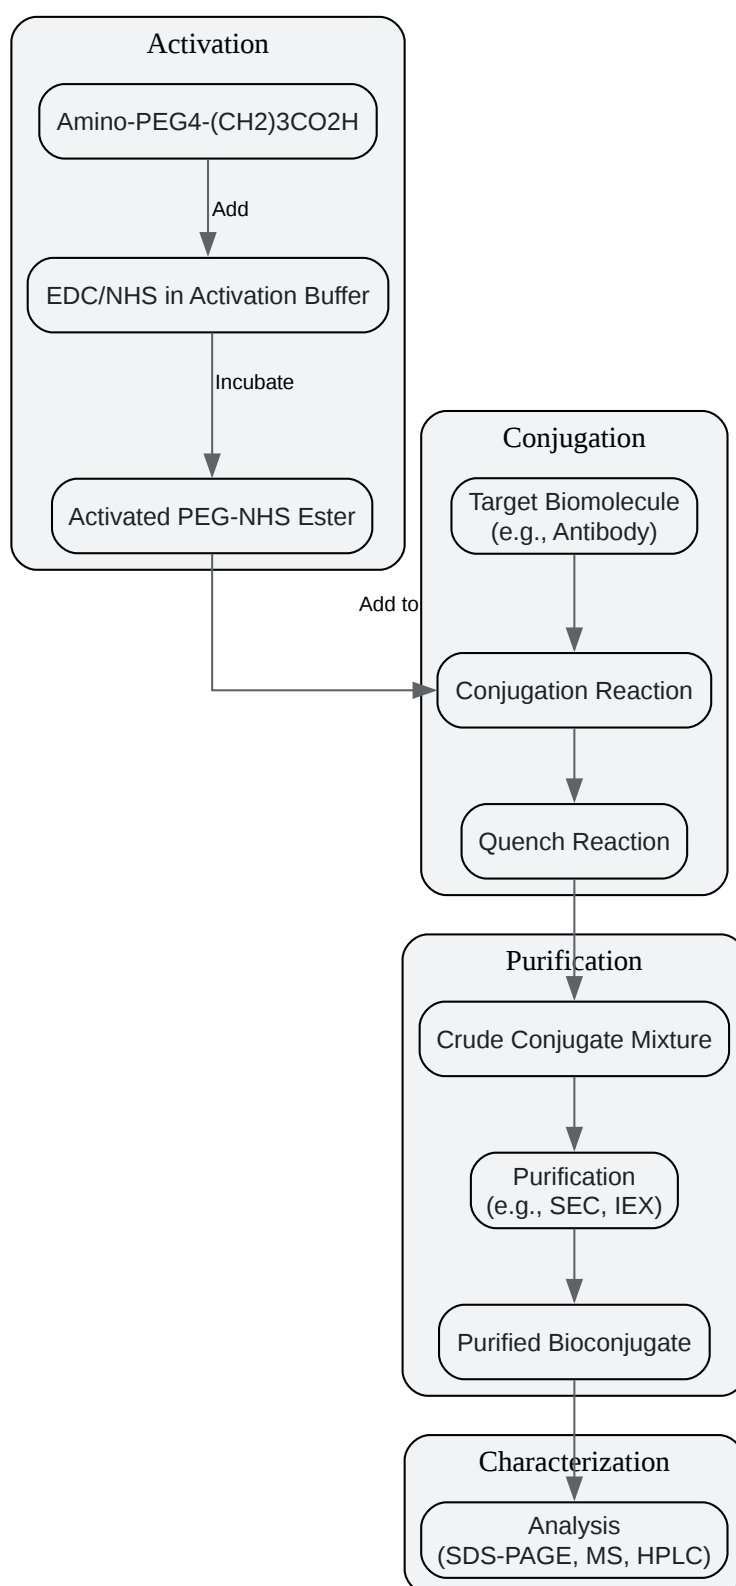 Activation
Amino-PEG4-(CH2)3CO2H
Add
EDC/NHS in Activation Buffer
Incubate
Activated PEG-NHS Ester
Add to
Conjugation
Target Biomolecule
(e.g., Antibody)
Conjugation Reaction
Quench Reaction
Purification
Crude Conjugate Mixture
Purification
(e.g., SEC, IEX)
Purified Bioconjugate
Characterization
Analysis
(SDS-PAGE, MS, HPLC)